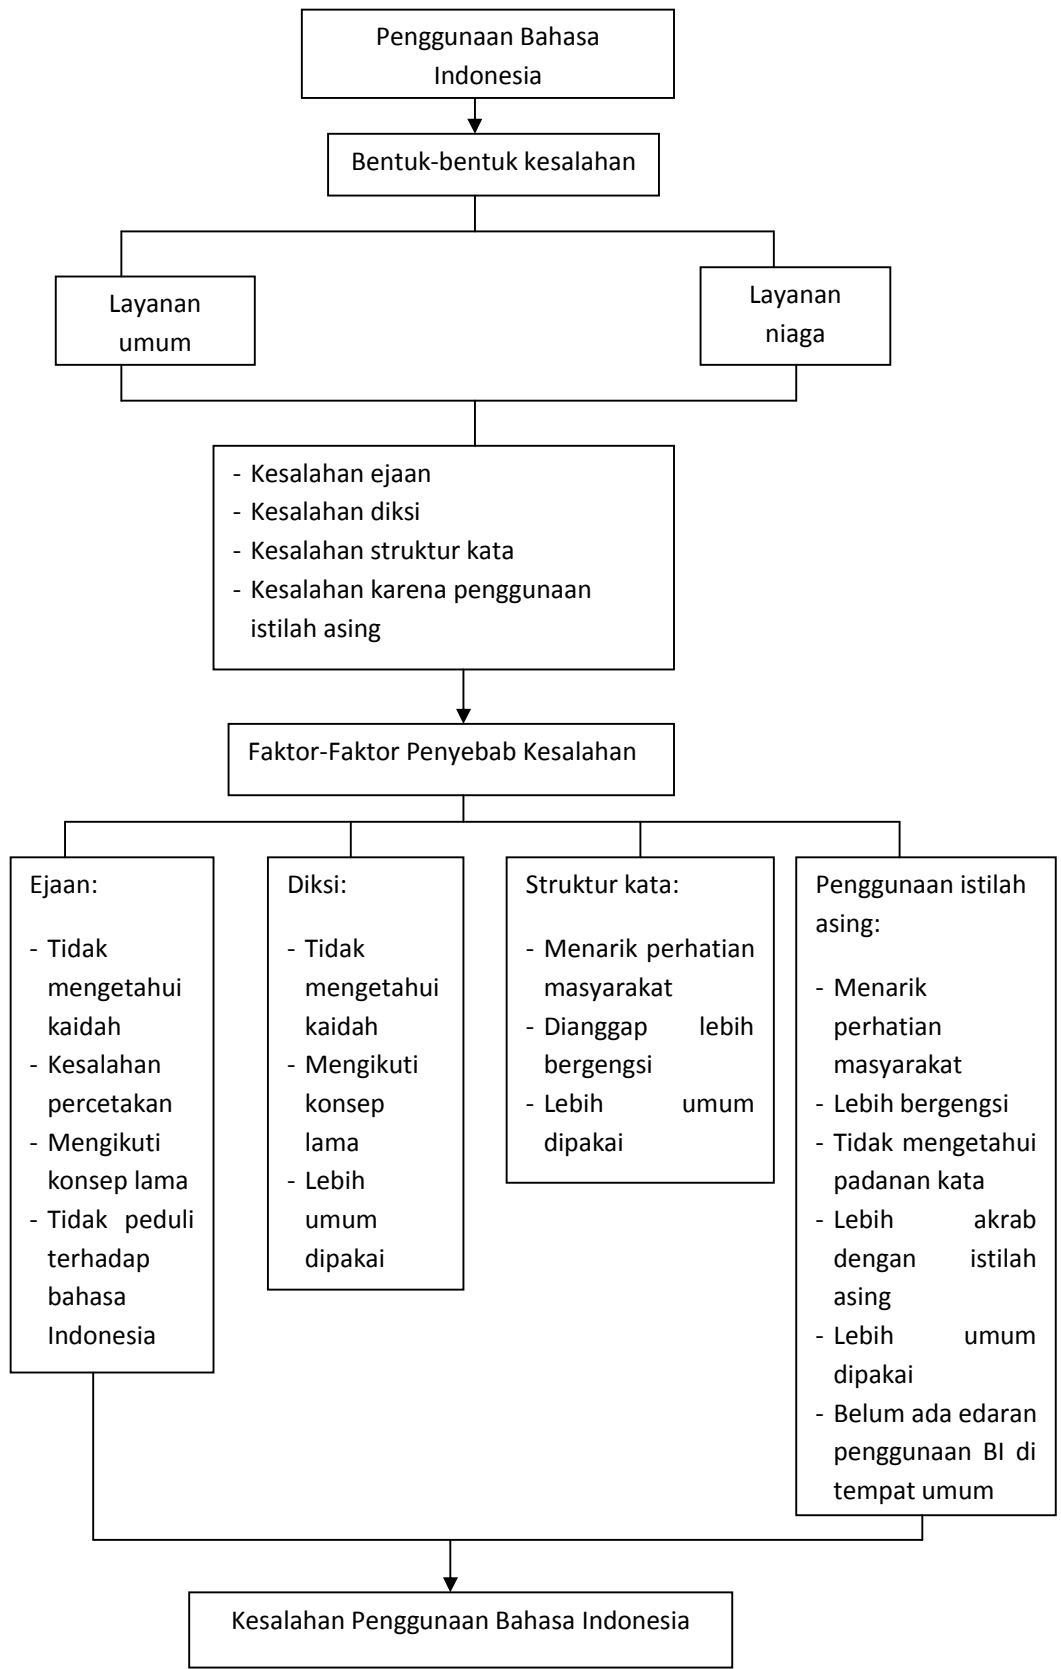 Penggunaan Bahasa
Indonesia
Bentuk-bentuk kesalahan
Layanan
umum
Layanan
niaga
- Kesalahan ejaan
- Kesalahan diksi
- Kesalahan struktur kata
- Kesalahan karena penggunaan
istilah asing
Faktor-Faktor Penyebab Kesalahan
Ejaan:
- Tidak
mengetahui
kaidah
- Kesalahan
percetakan
- Mengikuti
konsep lama
- Tidak peduli
terhadap
bahasa
Indonesia
Diksi:
- Tidak
mengetahui
kaidah
- Mengikuti
konsep
lama
- Lebih
umum
dipakai
Struktur kata:
- Menarik perhatian
masyarakat
- Dianggap lebih
bergengsi
- Lebih umum
dipakai
Penggunaan istilah
asing:
- Menarik
perhatian
masyarakat
- Lebih bergengsi
- Tidak mengetahui
padanan kata
- Lebih akrab
dengan istilah
asing
- Lebih umum
dipakai
- Belum ada edaran
penggunaan BI di
tempat umum
Kesalahan Penggunaan Bahasa Indonesia